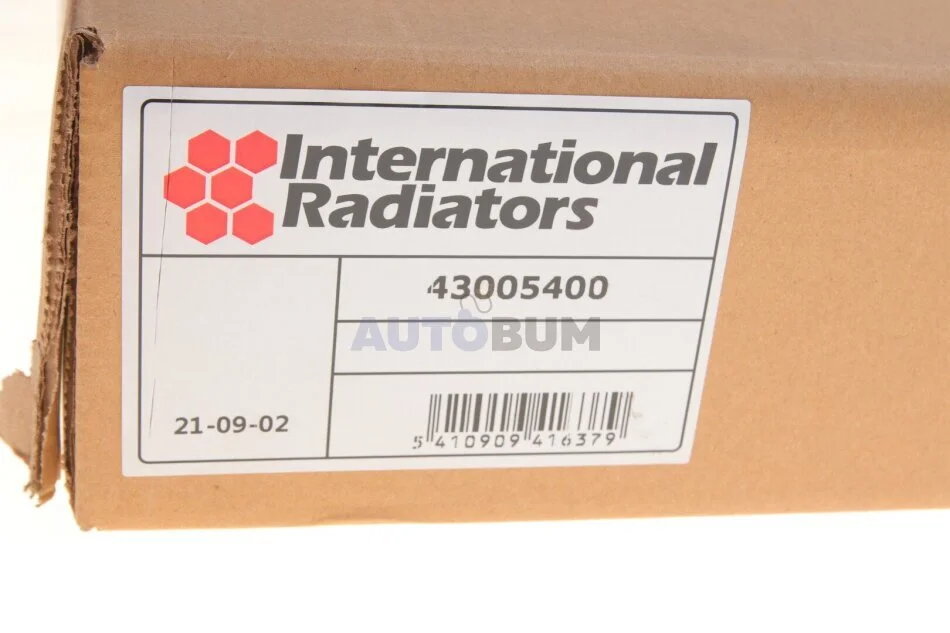 International
Radiators
43005400
AUTOBUM
21-09-02
5 410909 416379